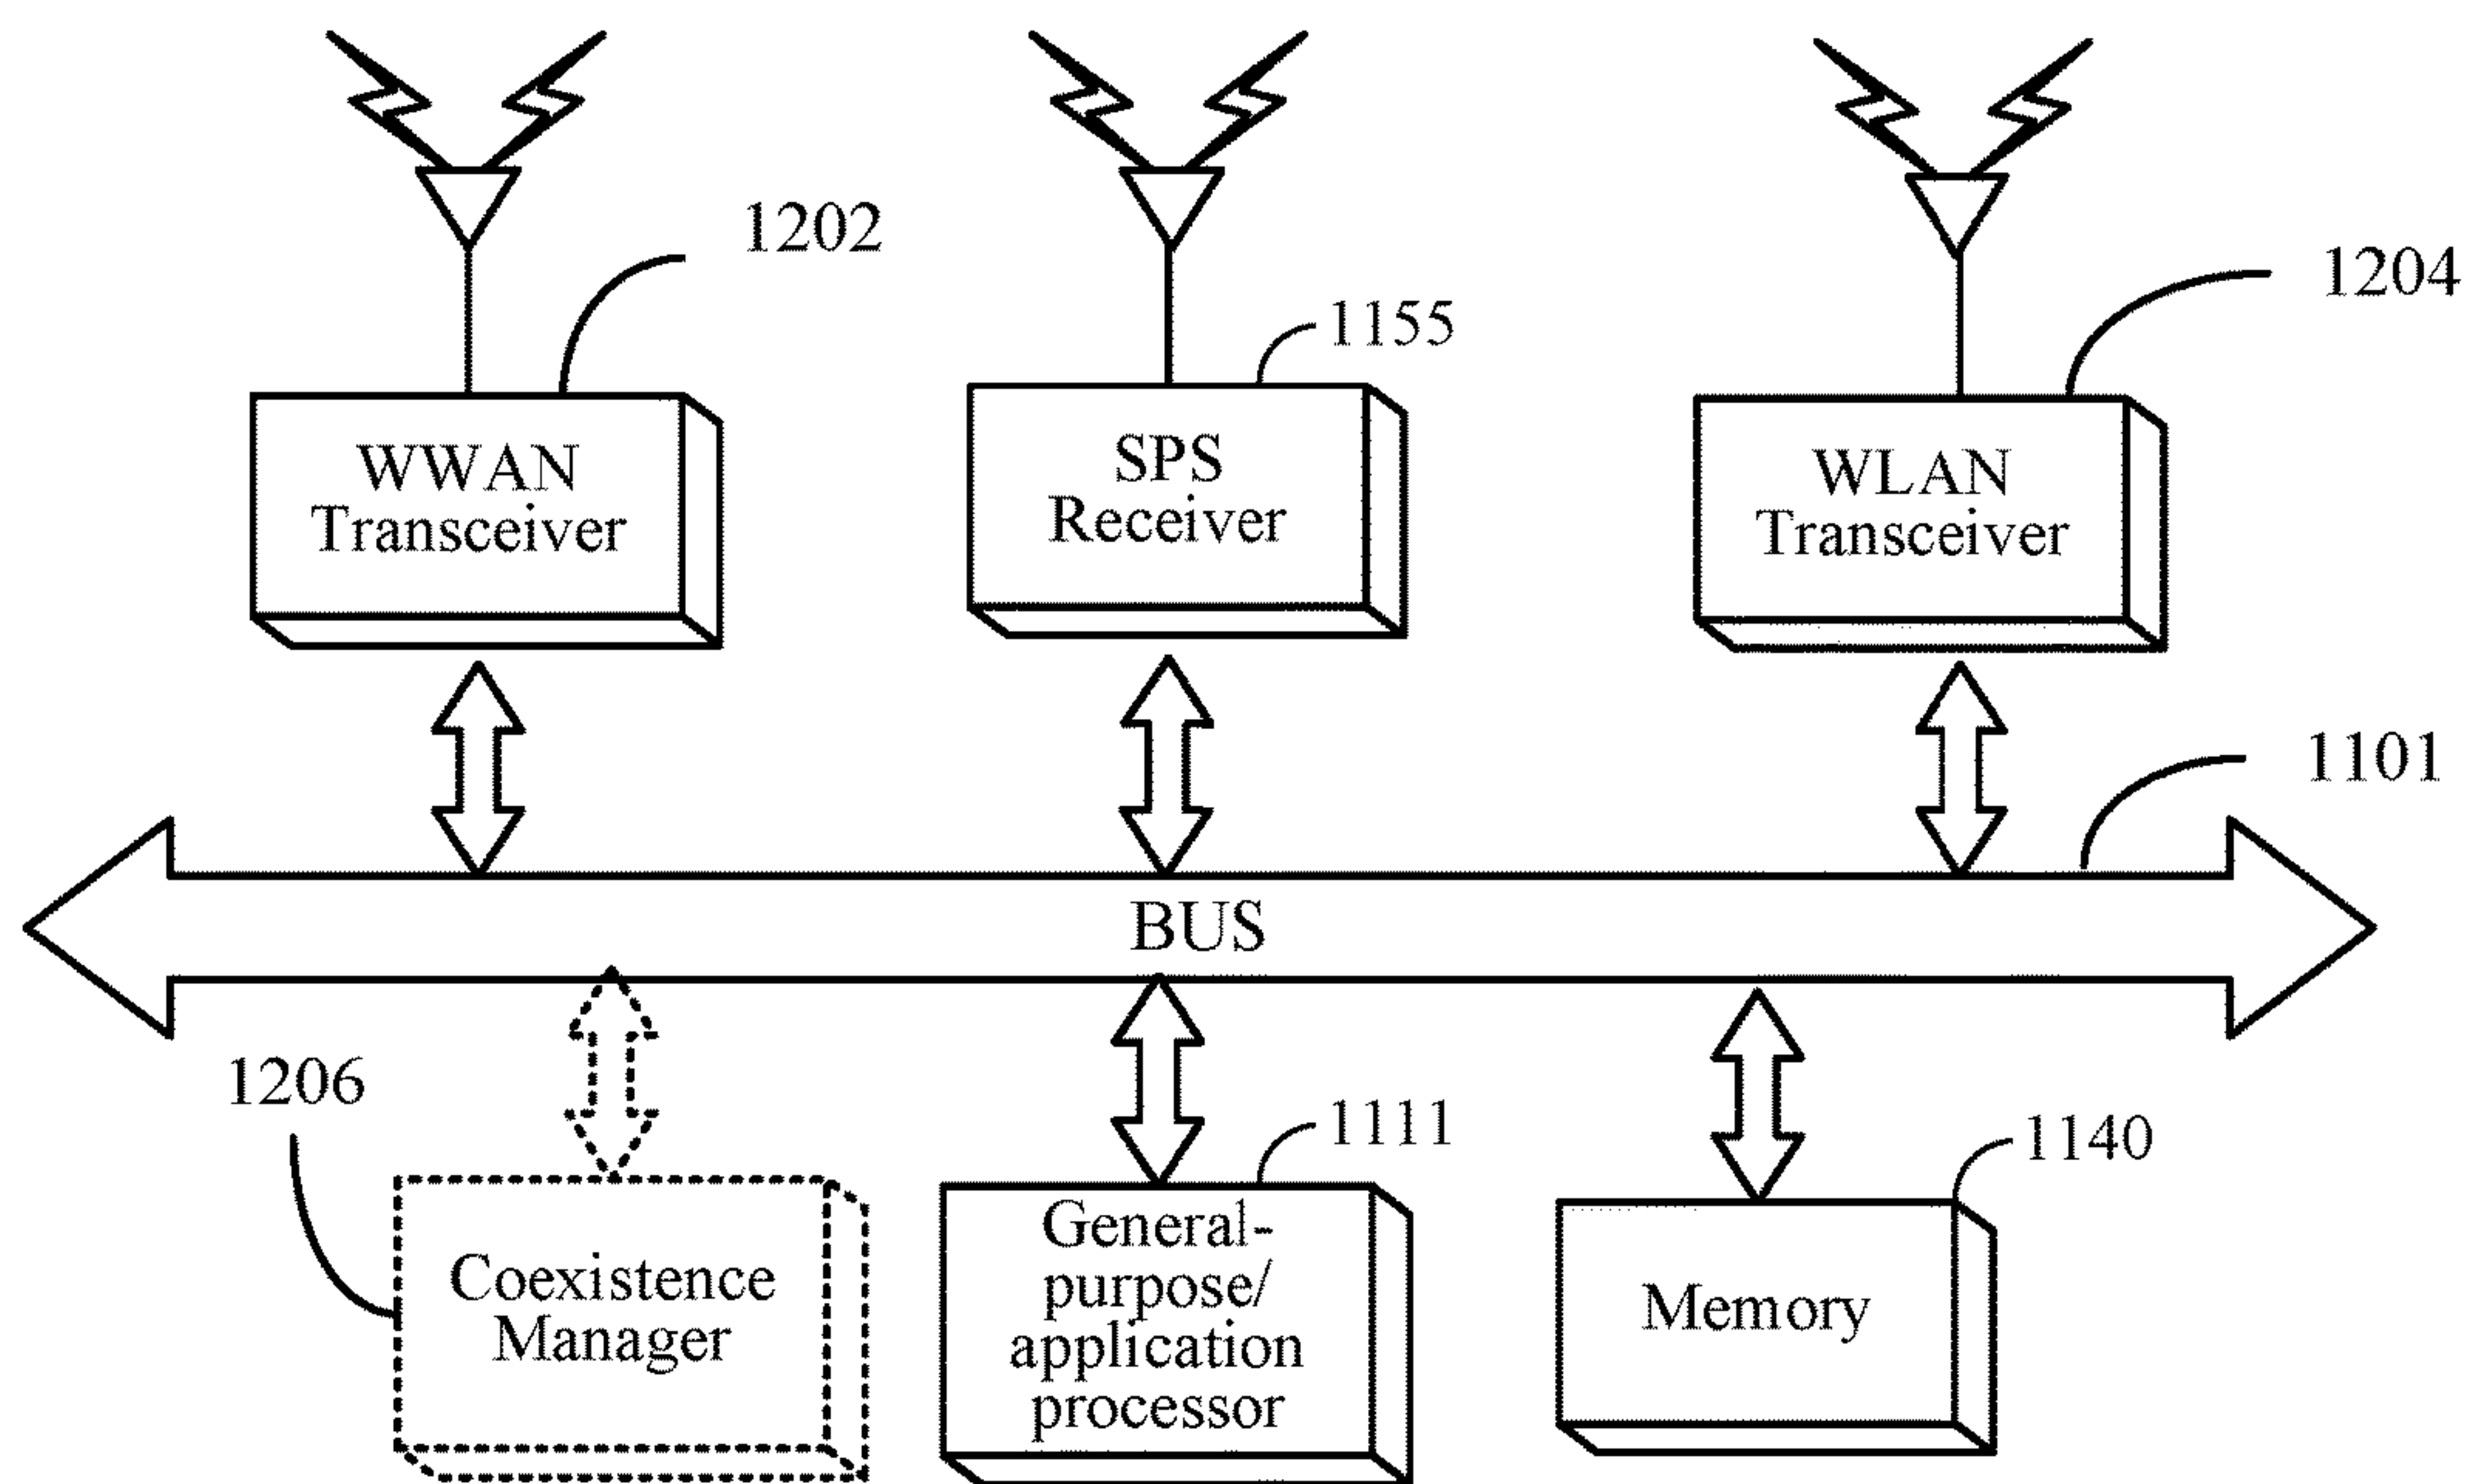 1202
1155
1204
WWAN
Transceiver
SPS
Receiver
WLAN
Transceiver
1101
BUS
1206
1111
1140
Coexistence
Manager
General-
purpose/
application
processor
Memory